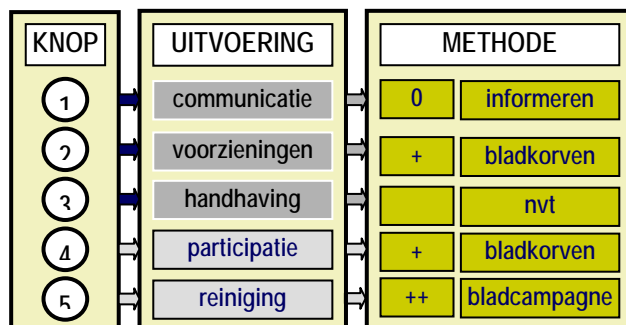 KNOP UITVOERING METHODE
1 communicatie 0 informeren
2 voorzieningen + bladkorven
3 handhaving nvt
4 participatie + bladkorven
5 reiniging ++ bladcampagne